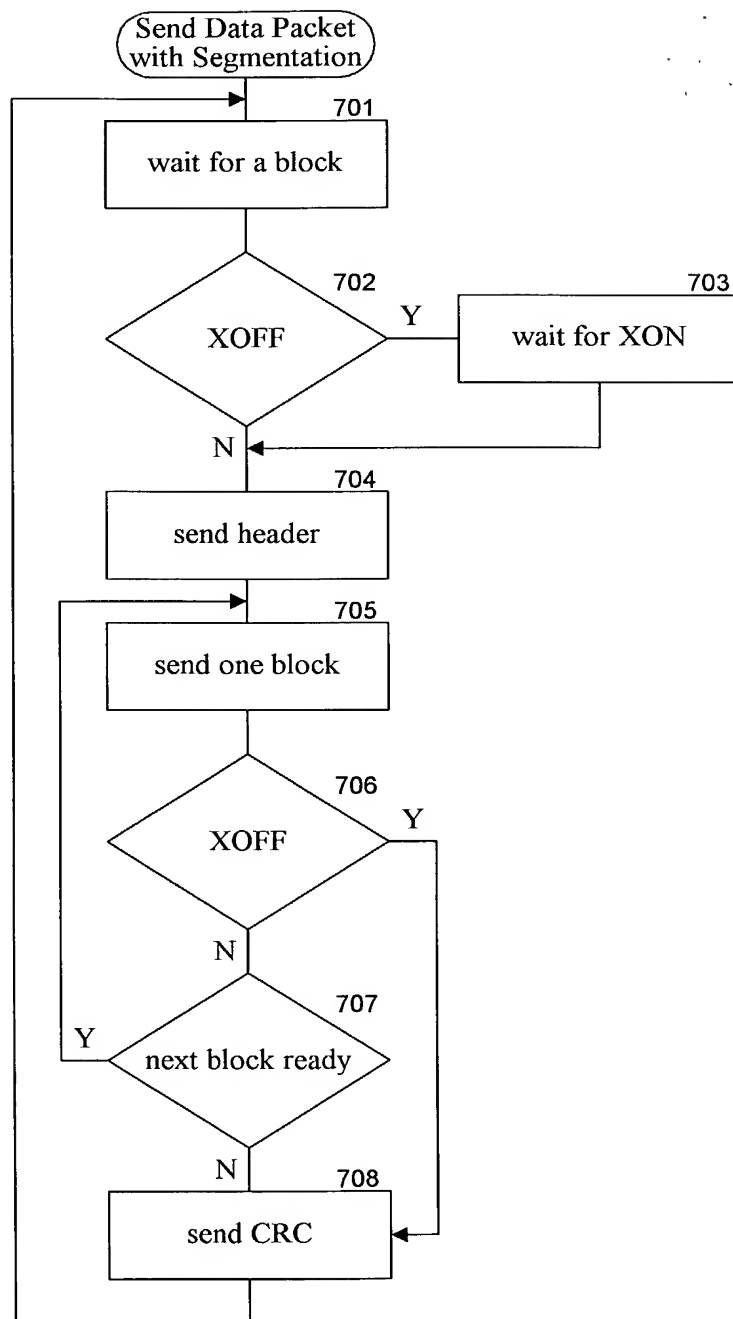 Send Data Packet
with Segmentation
701
wait for a block
702
XOFF
Y
703
wait for XON
N
704
send header
705
send one block
706
XOFF
Y
N
707
Y
next block ready
N
708
send CRC